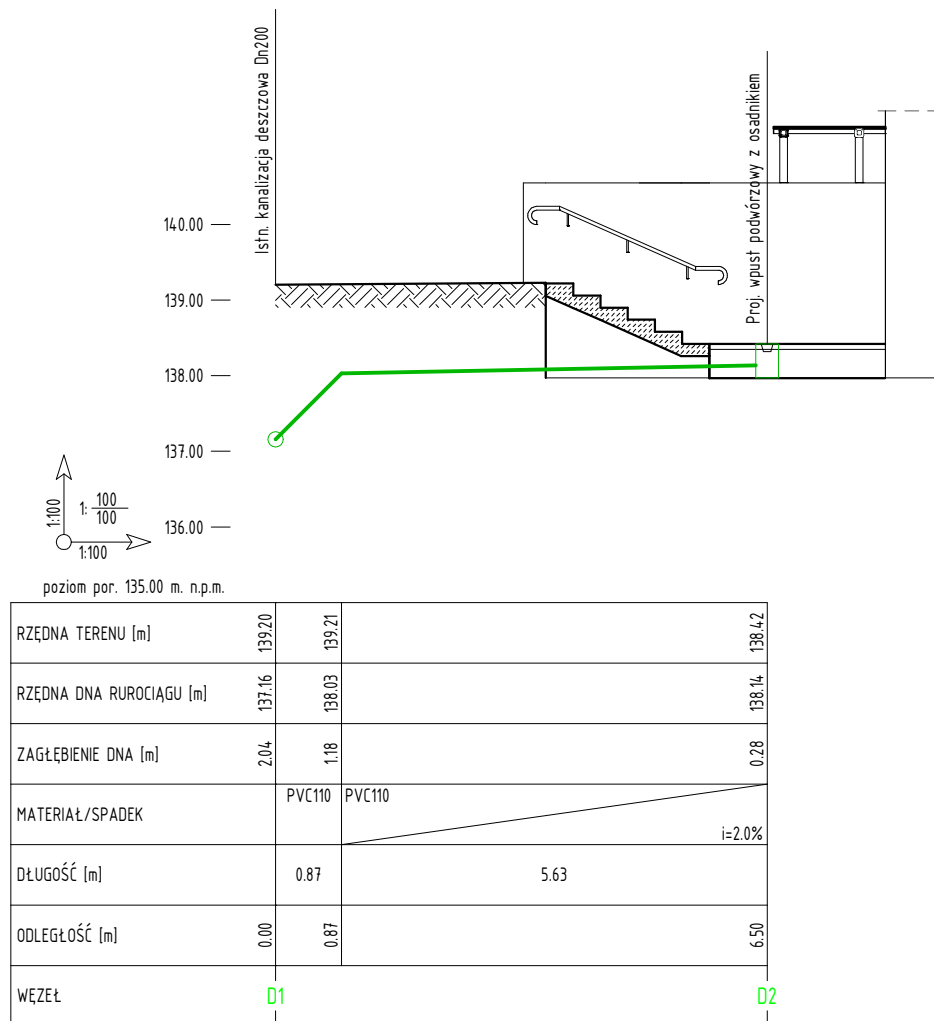 Istn. kanalizacja deszczowa Dn200
Proj. wpust podwórzowy z osadnikiem
140.00
139.00
138.00
137.00
136.00
1:100
1: 100
100
1:100
poziom por. 135.00 m. n.p.m.
RZĘDNA TERENU [m] 139.20 139.21 138.42
RZĘDNA DNA RUROCIĄGU [m] 137.16 138.03 138.14
ZAGŁĘBIENIE DNA [m] 2.04 1.18 0.28
MATERIAŁ/SPADEK PVC110 PVC110 i=2.0%
DŁUGOŚĆ [m] 0.87 5.63
ODLEGŁOŚĆ [m] 0.00 0.87 6.50
WĘZEŁ D1 D2